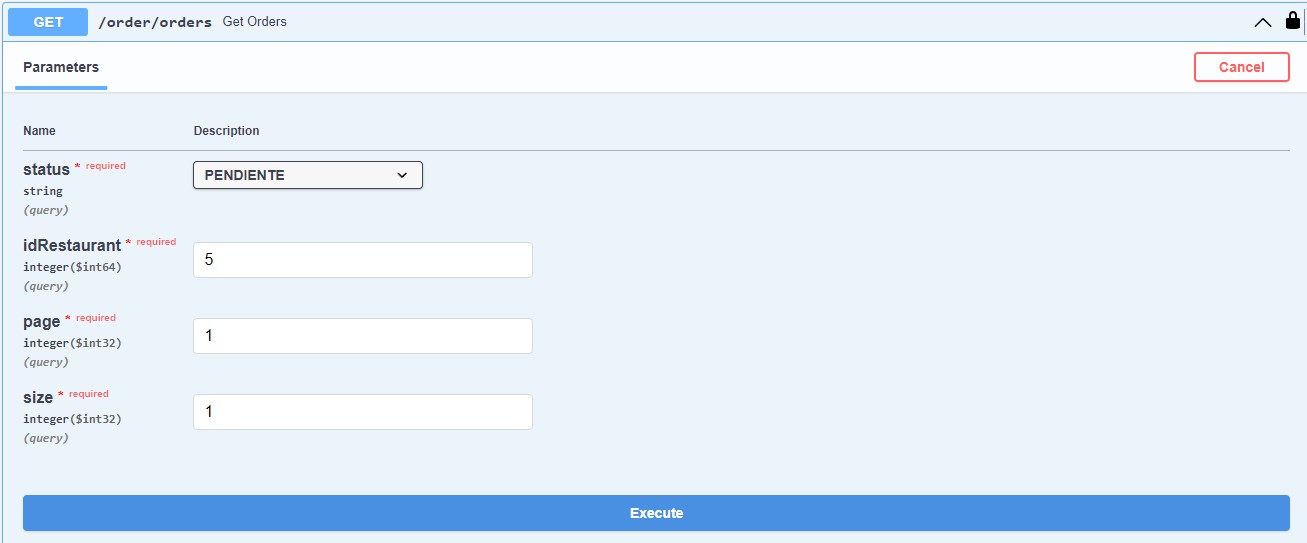 GET /order/orders Get Orders
Parameters Cancel
Name Description
status * required PENDIENTE
string
(query)
idRestaurant * required
integer($int64) 5
(query)
page * required
integer($int32) 1
(query)
size * required
integer($int32) 1
(query)
Execute